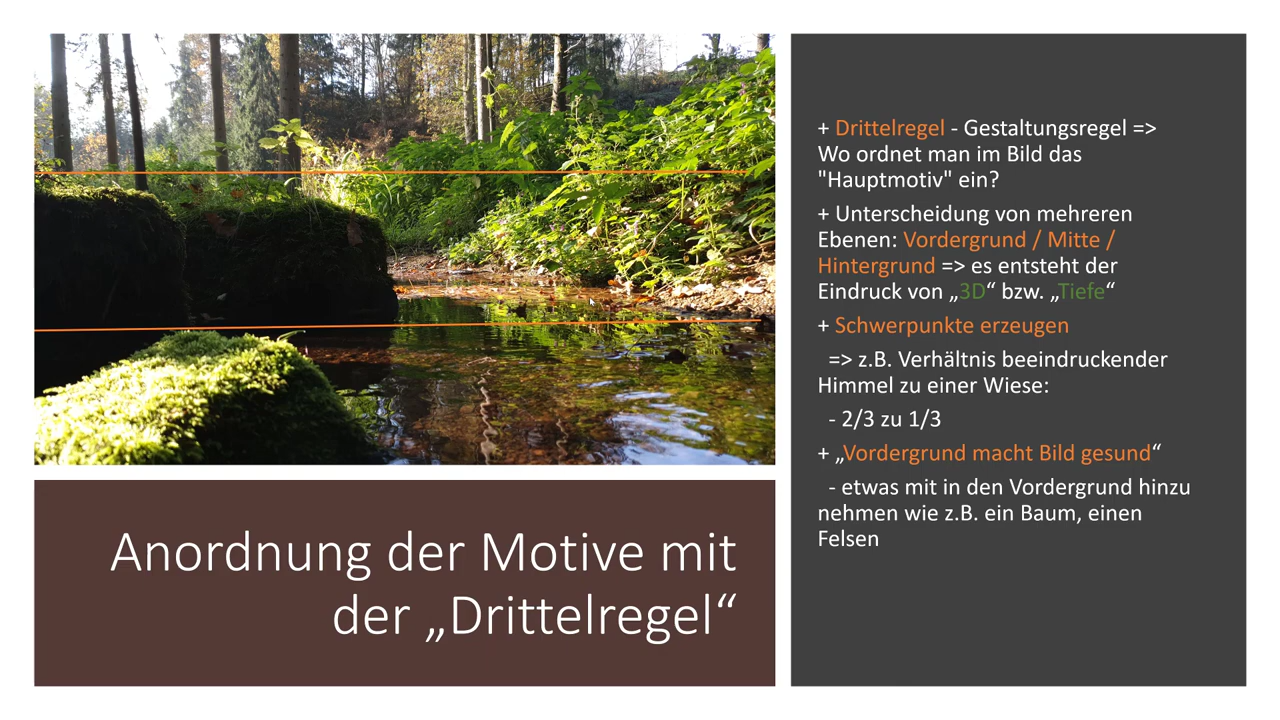 + Drittelregel - Gestaltungsregel =>
Wo ordnet man im Bild das
"Hauptmotiv" ein?
+ Unterscheidung von mehreren
Ebenen: Vordergrund / Mitte /
Hintergrund => es entsteht der
Eindruck von „3D“ bzw. „Tiefe“
+ Schwerpunkte erzeugen
=> z.B. Verhältnis beeindruckender
Himmel zu einer Wiese:
- 2/3 zu 1/3
+ „Vordergrund macht Bild gesund“
- etwas mit in den Vordergrund hinzu
nehmen wie z.B. ein Baum, einen
Felsen
Anordnung der Motive mit
der „Drittelregel“